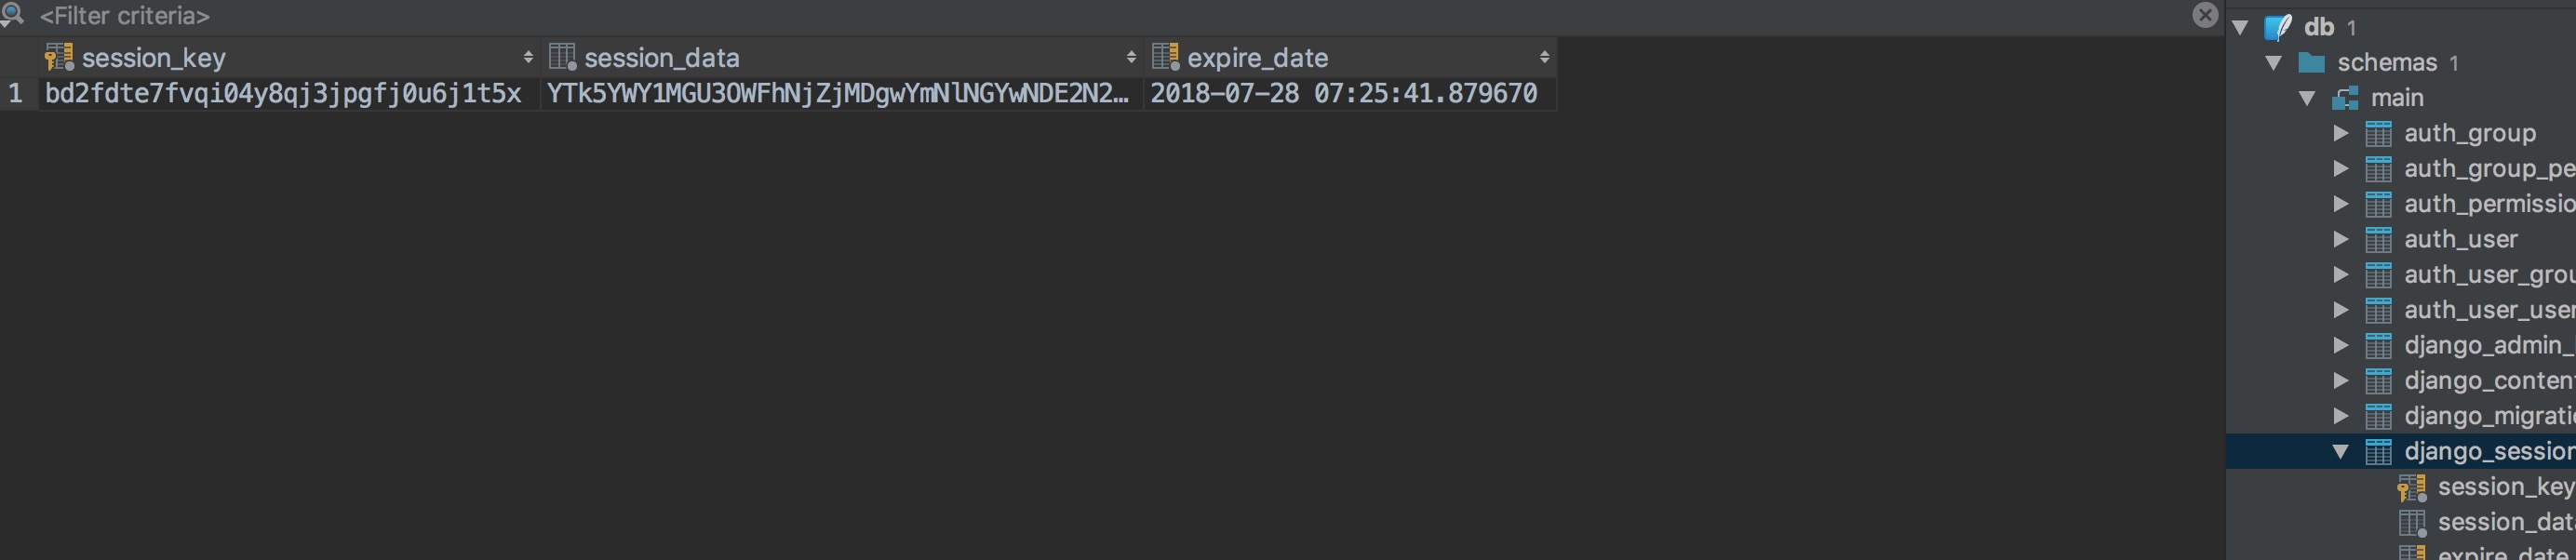 <Filter criteria>
session_key session_data expire_date
1 bd2fdte7fvqi04y8qj3jpgfj0u6j1t5x YTk5YWY1MGU3OWFhNjZjMDgwYmNlNGYwNDE2N2… 2018-07-28 07:25:41.879670
db 1
schemas 1
main
auth_group
auth_group_pe
auth_permissio
auth_user
auth_user_grou
auth_user_user
django_admin_
django_conten
django_migrati
django_session
session_key
session_dat
expire_date